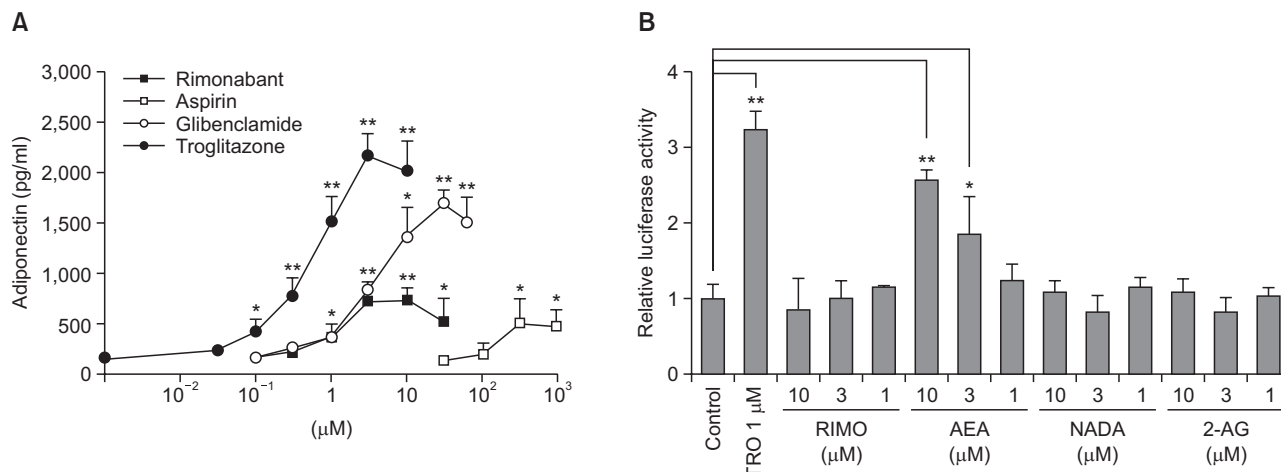 A
Adiponectin (pg/ml)
3,000
2,500
2,000
1,500
1,000
500
0
Rimonabant
Aspirin
Glibenclamide
Troglitazone
*
**
**
**
**
*
**
*
**
**
*
**
*
*
*
10⁻²
10⁻¹
1
10
10²
10³
(μM)
B
Relative luciferase activity
4
3
2
1
0
**
**
*
Control
TRO 1 μM
10 3 1 10 3 1 10 3 1 10 3 1
RIMO AEA NADA 2-AG
(μM) (μM) (μM) (μM)